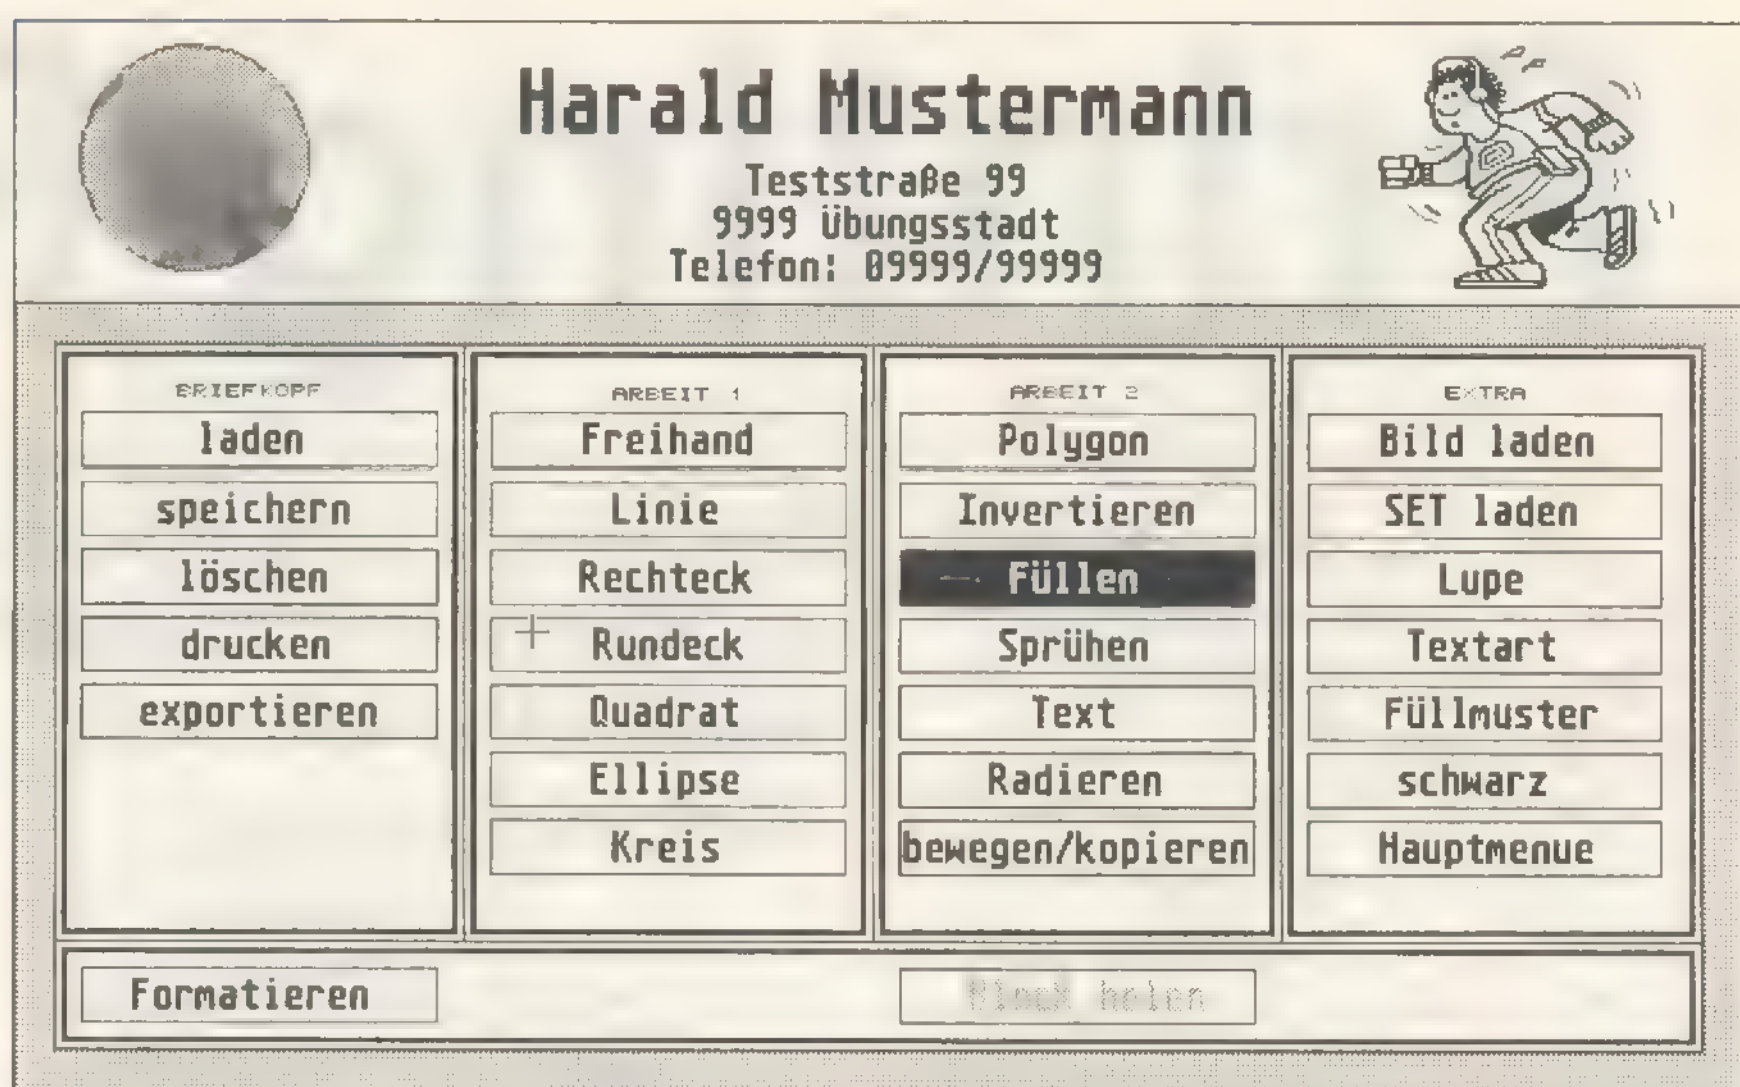 Harald Mustermann
Teststraße 99
9999 Übungsstadt
Telefon: 09999/99999
BRIEFKOPF
laden
speichern
löschen
drucken
exportieren
ARBEIT 1
Freihand
Linie
Rechteck
Rundeck
Quadrat
Ellipse
Kreis
ARBEIT 2
Polygon
Invertieren
Füllen
Sprühen
Text
Radieren
bewegen/kopieren
EXTRA
Bild laden
SET laden
Lupe
Textart
Füllmuster
schwarz
Hauptmenue
Formatieren
Block holen